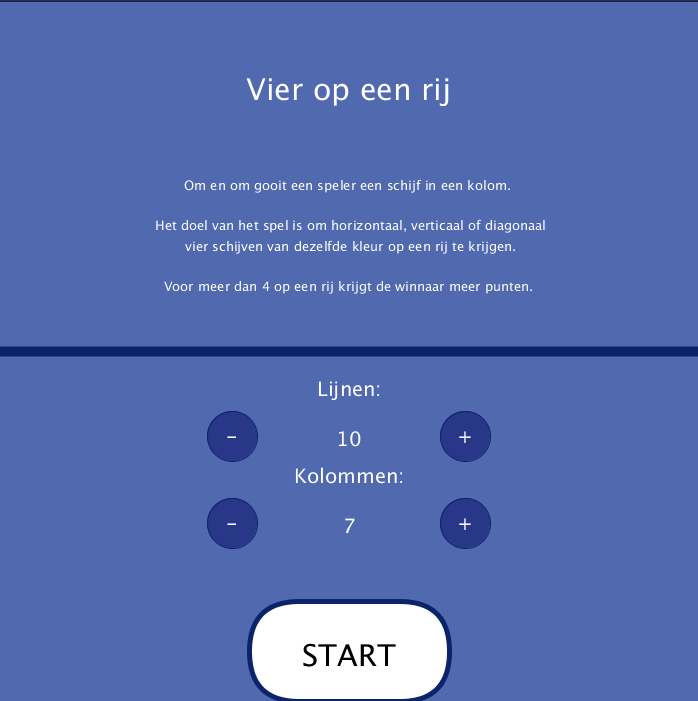 Vier op een rij
Om en om gooit een speler een schijf in een kolom.
Het doel van het spel is om horizontaal, verticaal of diagonaal
vier schijven van dezelfde kleur op een rij te krijgen.
Voor meer dan 4 op een rij krijgt de winnaar meer punten.
Lijnen:
- 10 +
Kolommen:
- 7 +
START